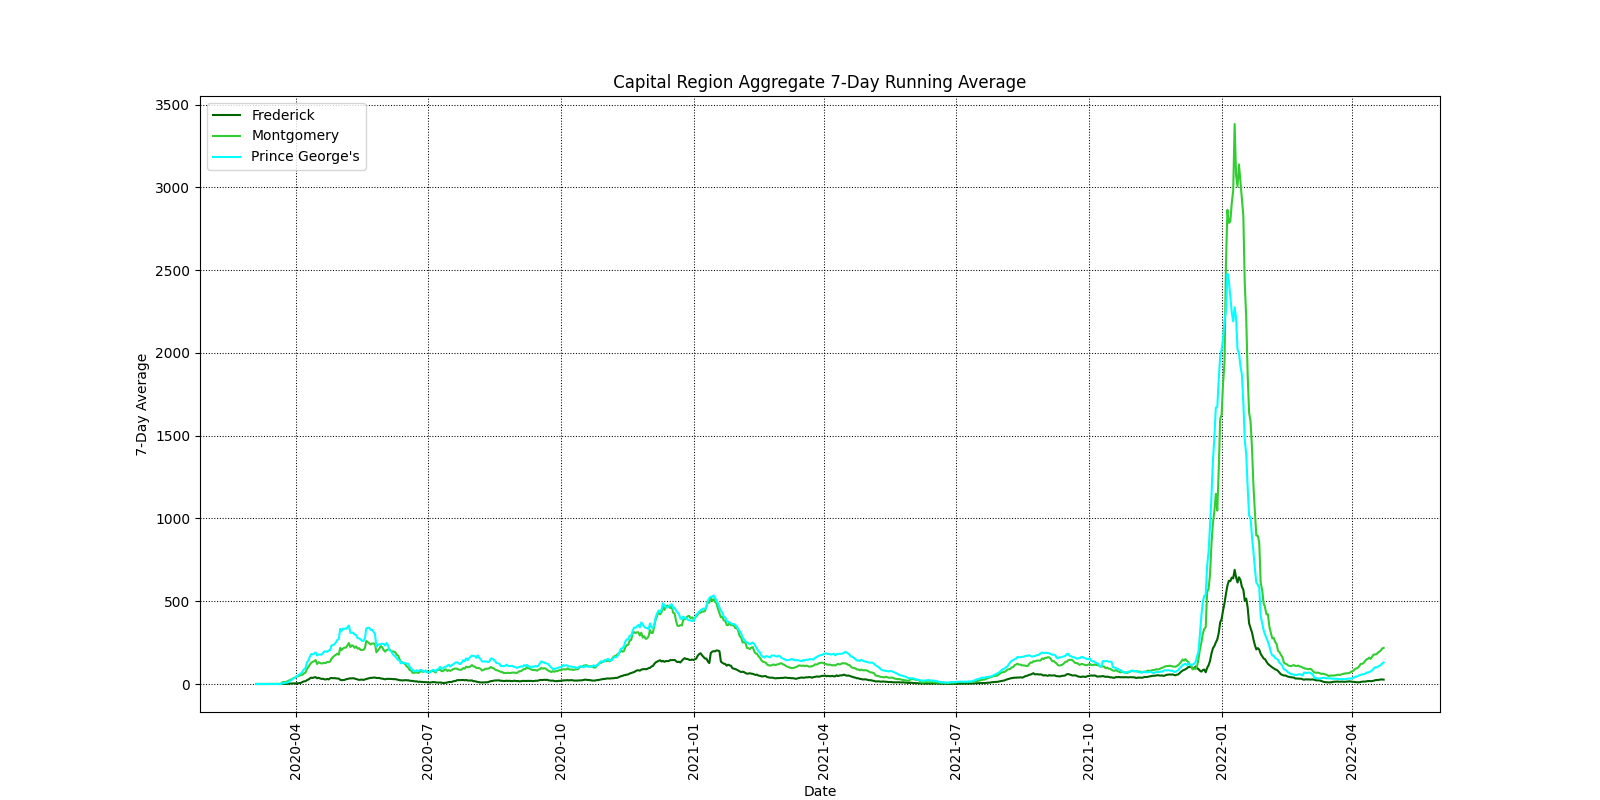 Capital Region Aggregate 7-Day Running Average
Frederick
Montgomery
Prince George's
3500
3000
2500
2000
1500
1000
500
0
7-Day Average
2020-04
2020-07
2020-10
2021-01
2021-04
2021-07
2021-10
2022-01
2022-04
Date